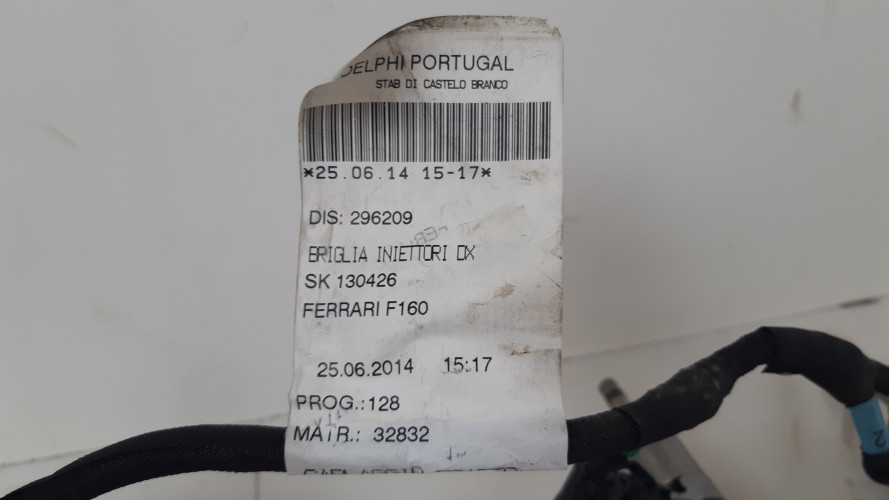 DELPHI PORTUGAL
STAB DI CASTELO BRANCO
*25.06.14 15-17*
DIS: 296209
BRIGLIA INIETTORI DX
SK 130426
FERRARI F160
25.06.2014 15:17
PROG.:128
MATR.: 32832
2